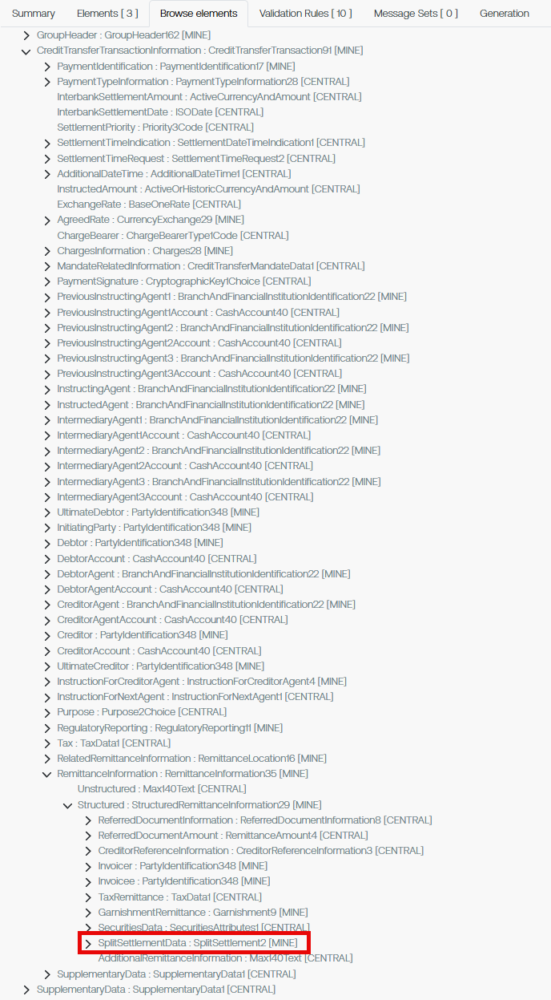 Summary Elements [ 3 ] Browse elements Validation Rules [ 10 ] Message Sets [ 0 ] Generation
GroupHeader : GroupHeader162 [MINE]
CreditTransferTransactionInformation : CreditTransferTransaction91 [MINE]
PaymentIdentification : PaymentIdentification17 [MINE]
PaymentTypeInformation : PaymentTypeInformation28 [CENTRAL]
InterbankSettlementAmount : ActiveCurrencyAndAmount [CENTRAL]
InterbankSettlementDate : ISODate [CENTRAL]
SettlementPriority : Priority3Code [CENTRAL]
SettlementTimeIndication : SettlementDateTimeIndication1 [CENTRAL]
SettlementTimeRequest : SettlementTimeRequest2 [CENTRAL]
AdditionalDateTime : AdditionalDateTime1 [CENTRAL]
InstructedAmount : ActiveOrHistoricCurrencyAndAmount [CENTRAL]
ExchangeRate : BaseOneRate [CENTRAL]
AgreedRate : CurrencyExchange29 [MINE]
ChargeBearer : ChargeBearerType1Code [CENTRAL]
ChargesInformation : Charges28 [MINE]
MandateRelatedInformation : CreditTransferMandateData1 [CENTRAL]
PaymentSignature : CryptographicKey1Choice [CENTRAL]
PreviousInstructingAgent1 : BranchAndFinancialInstitutionIdentification22 [MINE]
PreviousInstructingAgent1Account : CashAccount40 [CENTRAL]
PreviousInstructingAgent2 : BranchAndFinancialInstitutionIdentification22 [MINE]
PreviousInstructingAgent2Account : CashAccount40 [CENTRAL]
PreviousInstructingAgent3 : BranchAndFinancialInstitutionIdentification22 [MINE]
PreviousInstructingAgent3Account : CashAccount40 [CENTRAL]
InstructingAgent : BranchAndFinancialInstitutionIdentification22 [MINE]
InstructedAgent : BranchAndFinancialInstitutionIdentification22 [MINE]
IntermediaryAgent1 : BranchAndFinancialInstitutionIdentification22 [MINE]
IntermediaryAgent1Account : CashAccount40 [CENTRAL]
IntermediaryAgent2 : BranchAndFinancialInstitutionIdentification22 [MINE]
IntermediaryAgent2Account : CashAccount40 [CENTRAL]
IntermediaryAgent3 : BranchAndFinancialInstitutionIdentification22 [MINE]
IntermediaryAgent3Account : CashAccount40 [CENTRAL]
UltimateDebtor : PartyIdentification348 [MINE]
InitiatingParty : PartyIdentification348 [MINE]
Debtor : PartyIdentification348 [MINE]
DebtorAccount : CashAccount40 [CENTRAL]
DebtorAgent : BranchAndFinancialInstitutionIdentification22 [MINE]
DebtorAgentAccount : CashAccount40 [CENTRAL]
CreditorAgent : BranchAndFinancialInstitutionIdentification22 [MINE]
CreditorAgentAccount : CashAccount40 [CENTRAL]
Creditor : PartyIdentification348 [MINE]
CreditorAccount : CashAccount40 [CENTRAL]
UltimateCreditor : PartyIdentification348 [MINE]
InstructionForCreditorAgent : InstructionForCreditorAgent4 [MINE]
InstructionForNextAgent : InstructionForNextAgent1 [CENTRAL]
Purpose : Purpose2Choice [CENTRAL]
RegulatoryReporting : RegulatoryReporting11 [MINE]
Tax : TaxData1 [CENTRAL]
RelatedRemittanceInformation : RemittanceLocation16 [MINE]
RemittanceInformation : RemittanceInformation35 [MINE]
Unstructured : Max140Text [CENTRAL]
Structured : StructuredRemittanceInformation29 [MINE]
ReferredDocumentInformation : ReferredDocumentInformation8 [CENTRAL]
ReferredDocumentAmount : RemittanceAmount4 [CENTRAL]
CreditorReferenceInformation : CreditorReferenceInformation3 [CENTRAL]
Invoicer : PartyIdentification348 [MINE]
Invoicee : PartyIdentification348 [MINE]
TaxRemittance : TaxData1 [CENTRAL]
GarnishmentRemittance : Garnishment9 [MINE]
SecuritiesData : SecuritiesAttributes1 [CENTRAL]
SplitSettlementData : SplitSettlement2 [MINE]
AdditionalRemittanceInformation : Max140Text [CENTRAL]
SupplementaryData : SupplementaryData1 [CENTRAL]
SupplementaryData : SupplementaryData1 [CENTRAL]